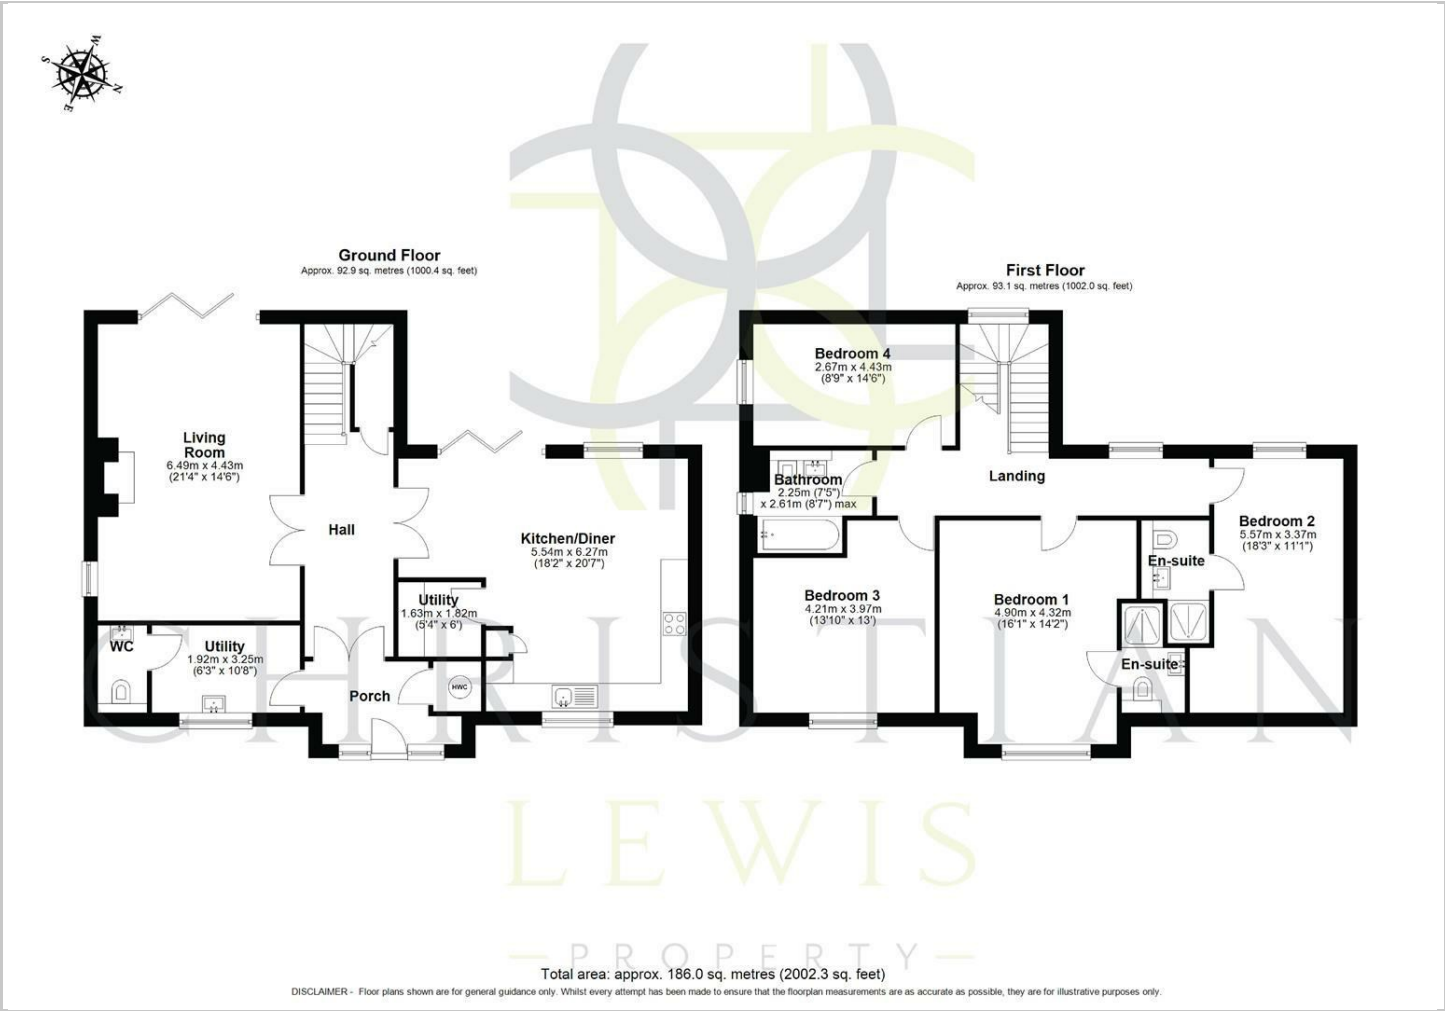 W
S
N
E
Ground Floor
Approx. 92.9 sq. metres (1000.4 sq. feet)
First Floor
Approx. 93.1 sq. metres (1002.0 sq. feet)
Living
Room
6.49m x 4.43m
(21'4" x 14'6")
Hall
Kitchen/Diner
5.54m x 6.27m
(18'2" x 20'7")
Utility
1.63m x 1.82m
(5'4" x 6')
WC
Utility
1.92m x 3.25m
(6'3" x 10'8")
Porch
HWC
Bedroom 4
2.67m x 4.43m
(8'9" x 14'6")
Bathroom
2.25m (7'5")
x 2.61m (8'7") max
Landing
Bedroom 2
5.57m x 3.37m
(18'3" x 11'1")
En-suite
Bedroom 3
4.21m x 3.97m
(13'10" x 13')
Bedroom 1
4.90m x 4.32m
(16'1" x 14'2")
En-suite
CHRISTIAN
LEWIS
PROPERTY
Total area: approx. 186.0 sq. metres (2002.3 sq. feet)
DISCLAIMER - Floor plans shown are for general guidance only. Whilst every attempt has been made to ensure that the floorplan measurements are as accurate as possible, they are for illustrative purposes only.